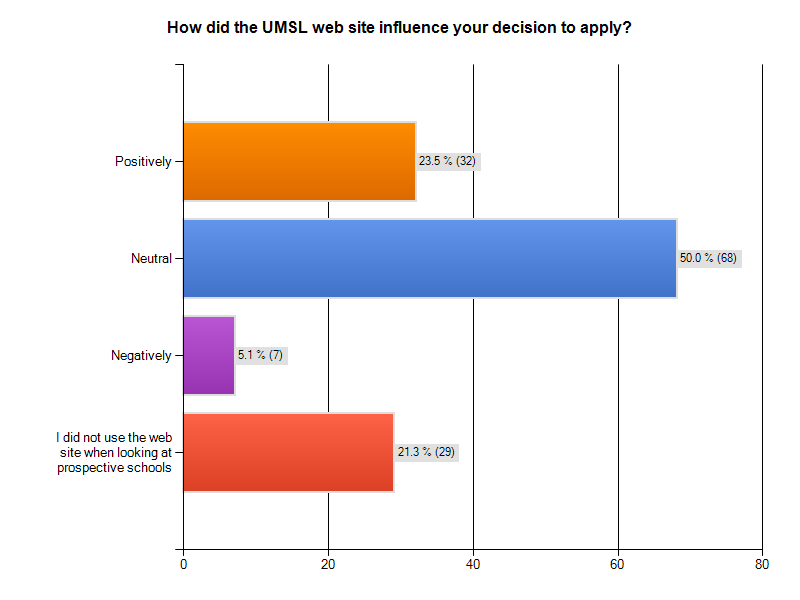 How did the UMSL web site influence your decision to apply?
Positively
23.5 % (32)
Neutral
50.0 % (68)
Negatively
5.1 % (7)
I did not use the web
site when looking at
prospective schools
21.3 % (29)
0
20
40
60
80